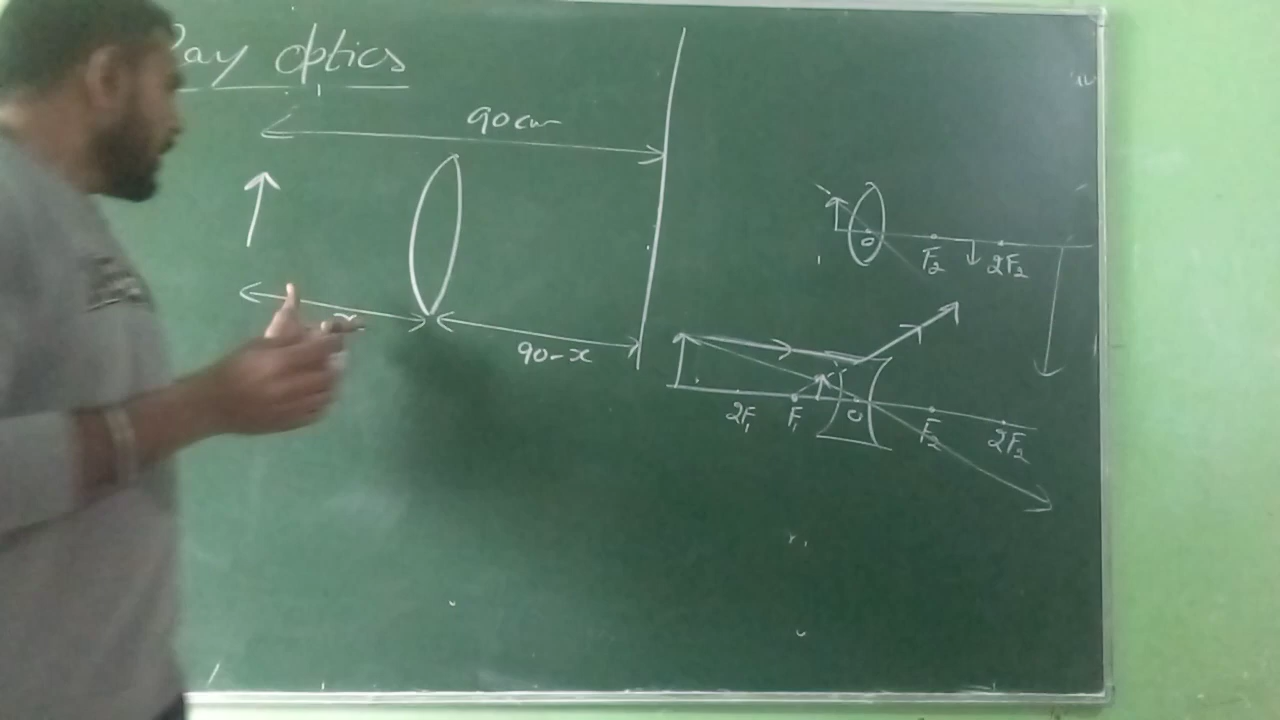 Ray optics
90cm
x
90-x
O
F₂
2F₂
2F₁
F₁
O
F₂
2F₂